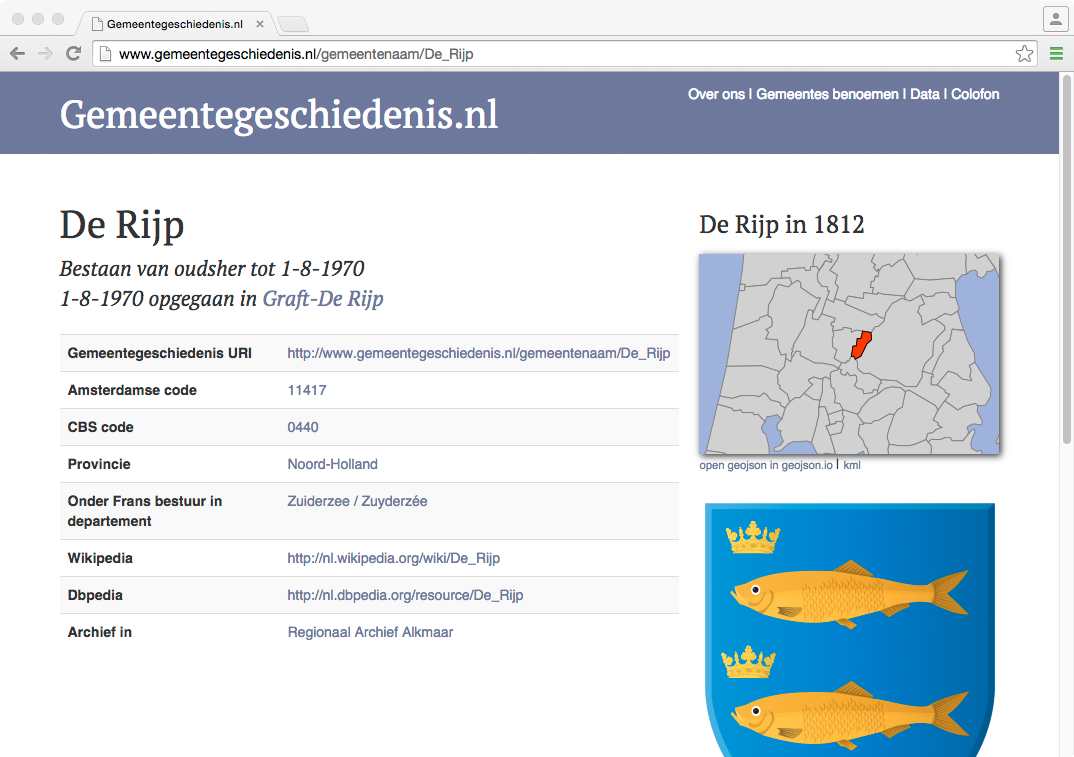 Gemeentegeschiedenis.nl
www.gemeentegeschiedenis.nl/gemeentenaam/De_Rijp
Gemeentegeschiedenis.nl
Over ons | Gemeentes benoemen | Data | Colofon
De Rijp
Bestaan van oudsher tot 1-8-1970
1-8-1970 opgegaan in Graft-De Rijp
Gemeentegeschiedenis URI http://www.gemeentegeschiedenis.nl/gemeentenaam/De_Rijp
Amsterdamse code 11417
CBS code 0440
Provincie Noord-Holland
Onder Frans bestuur in Zuiderzee / Zuyderzée
departement
Wikipedia http://nl.wikipedia.org/wiki/De_Rijp
Dbpedia http://nl.dbpedia.org/resource/De_Rijp
Archief in Regionaal Archief Alkmaar
De Rijp in 1812
open geojson in geojson.io | kml